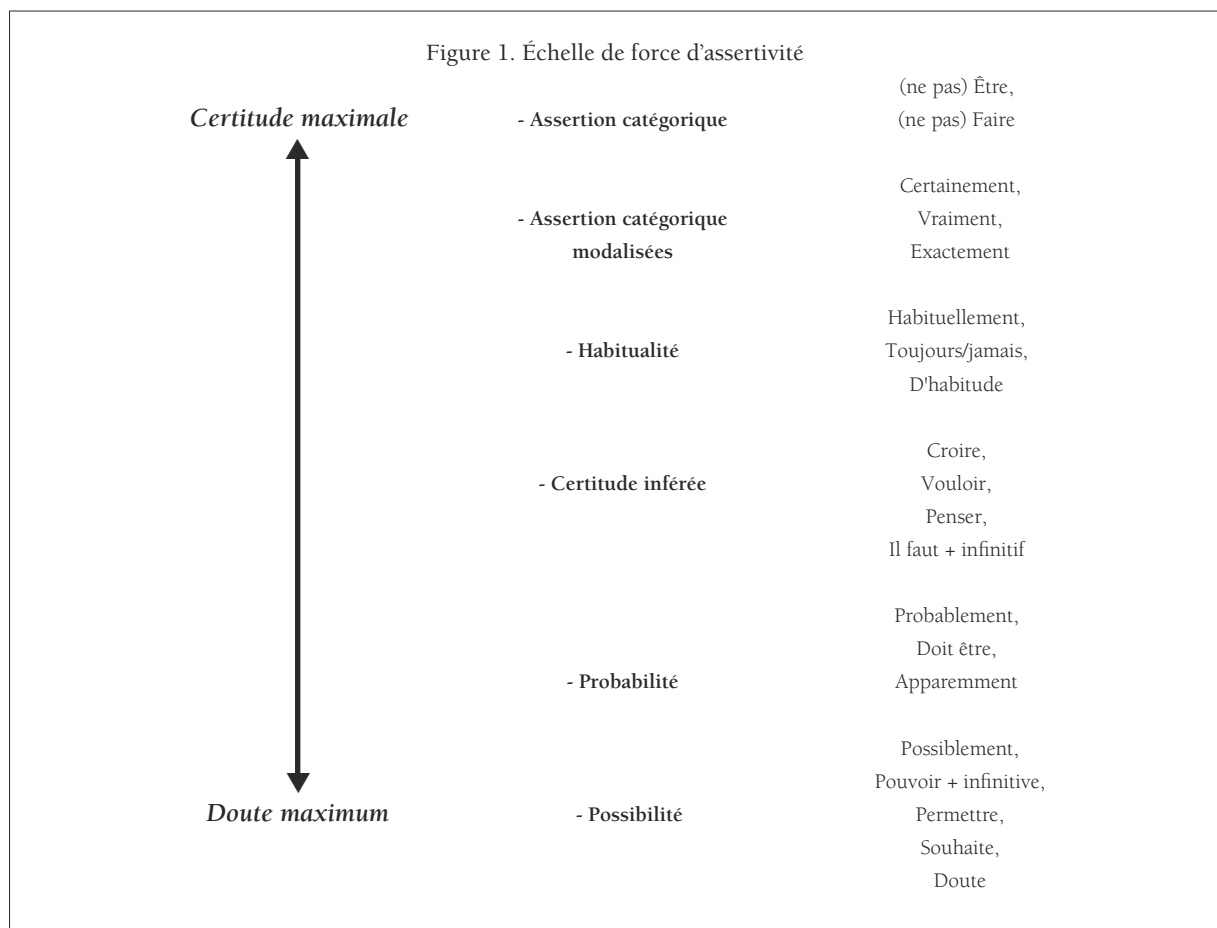 Figure 1. Échelle de force d'assertivité
Certitude maximale
- Assertion catégorique
(ne pas) Être,
(ne pas) Faire
- Assertion catégorique
modalisées
Certainement,
Vraiment,
Exactement
- Habitualité
Habituellement,
Toujours/jamais,
D'habitude
- Certitude inférée
Croire,
Vouloir,
Penser,
Il faut + infinitif
- Probabilité
Probablement,
Doit être,
Apparemment
Doute maximum
- Possibilité
Possiblement,
Pouvoir + infinitive,
Permettre,
Souhaite,
Doute